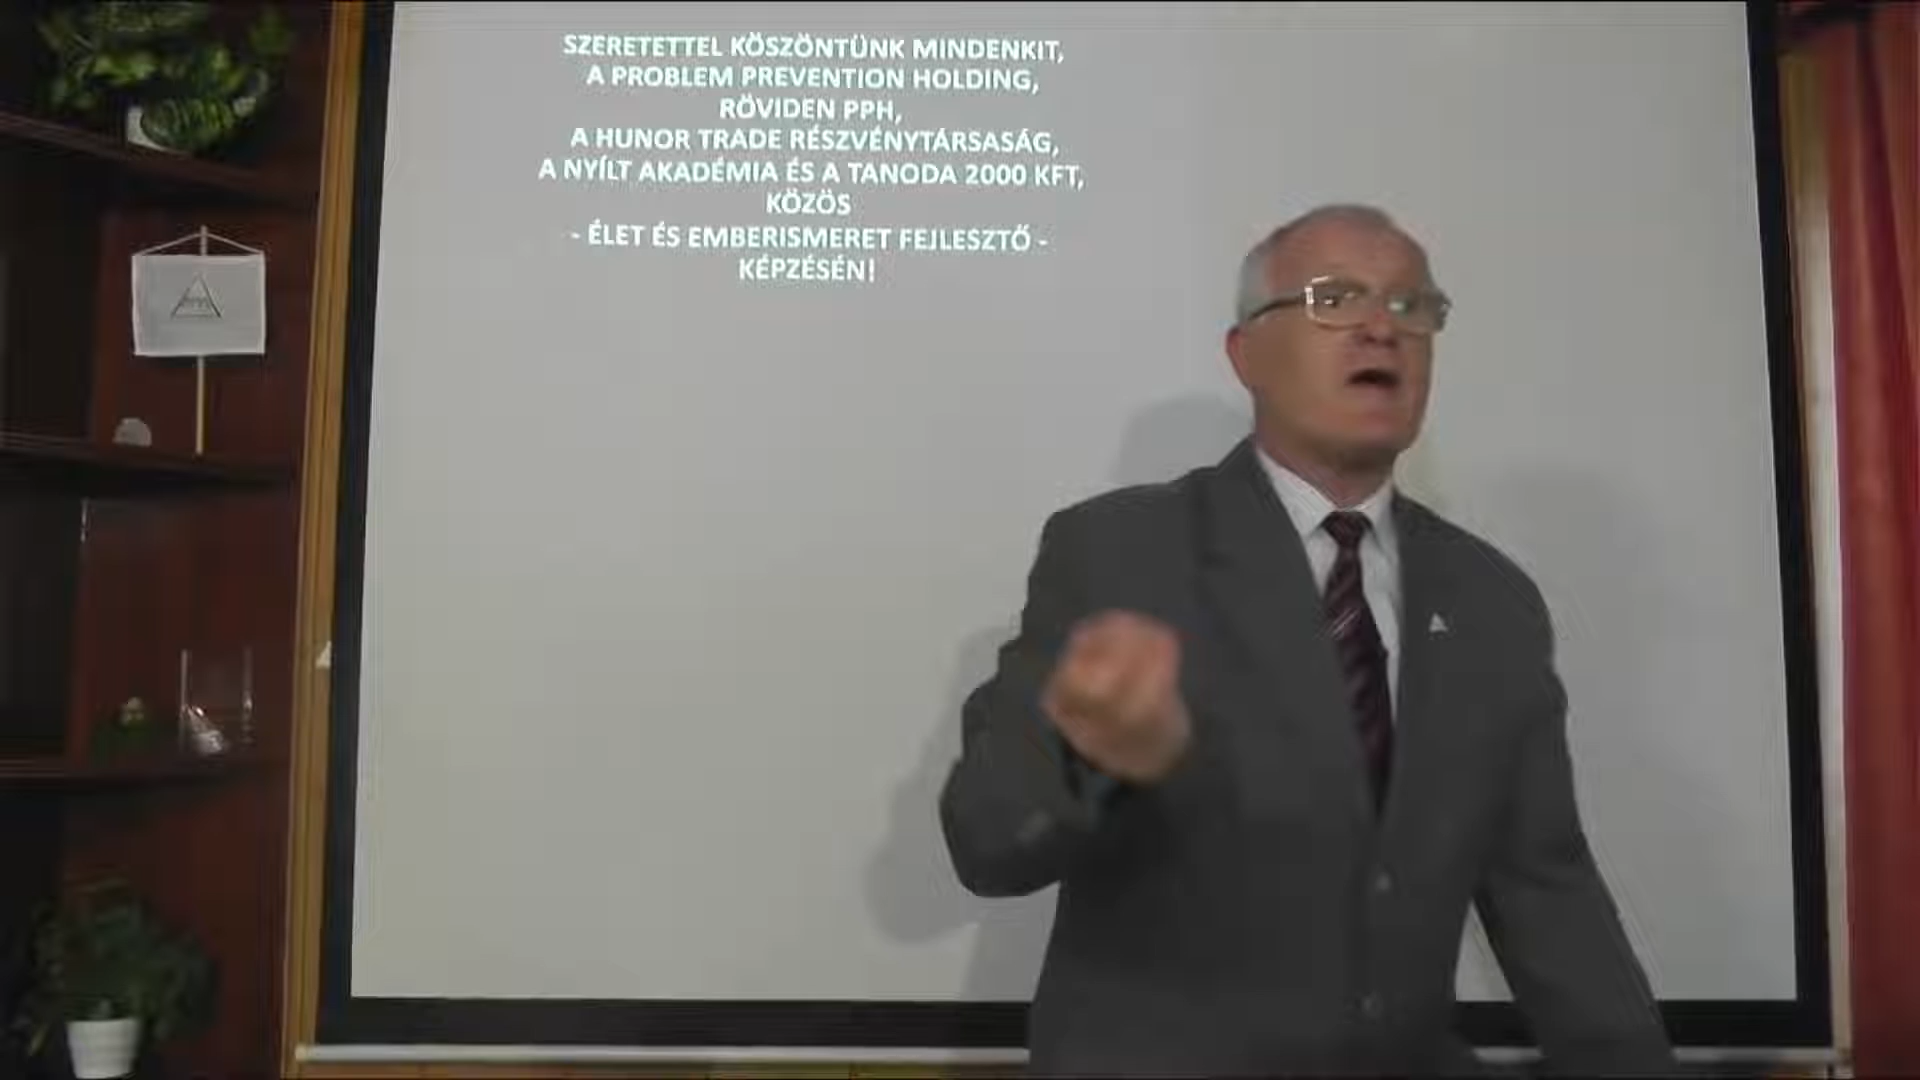 SZERETETTEL KÖSZÖNTÜNK MINDENKIT,
A PROBLEM PREVENTION HOLDING,
RÖVIDEN PPH,
A HUNOR TRADE RÉSZVÉNYTÁRSASÁG,
A NYÍLT AKADÉMIA ÉS A TANODA 2000 KFT,
KÖZÖS
- ÉLET ÉS EMBERISMERET FEJLESZTŐ -
KÉPZÉSÉN!